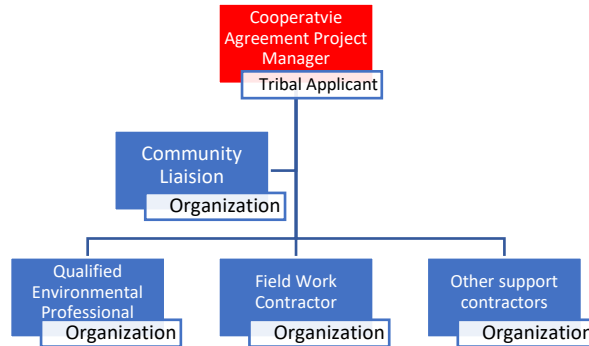 Cooperatvie
Agreement Project
Manager
Tribal Applicant
Community
Liaision
Organization
Qualified
Environmental
Professional
Organization
Field Work
Contractor
Organization
Other support
contractors
Organization